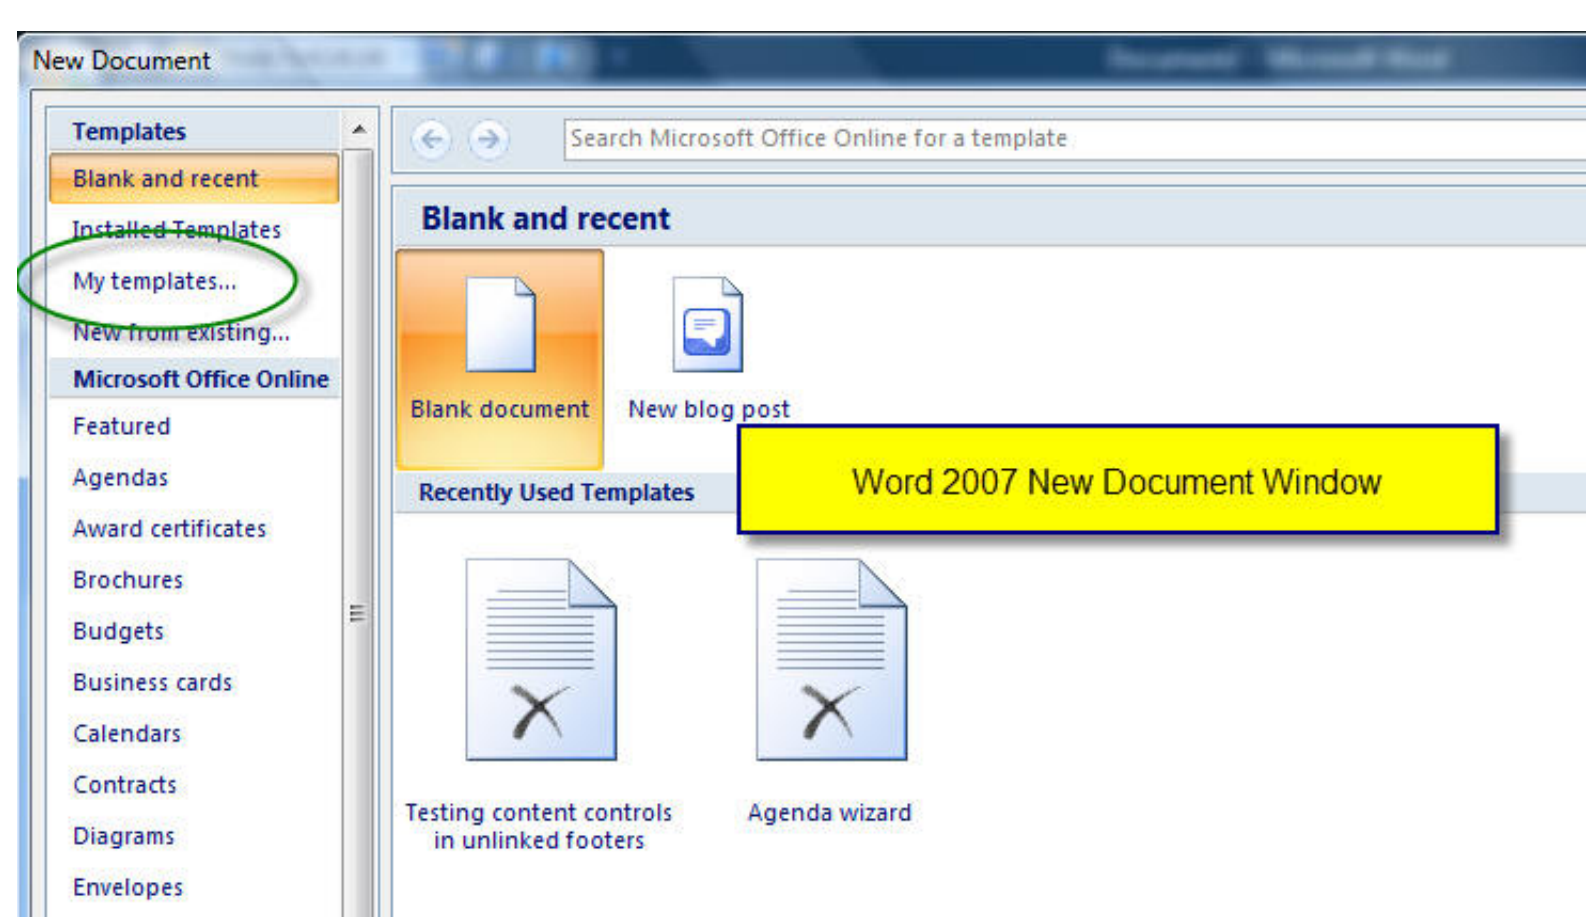 New Document
Templates
Blank and recent
Installed Templates
My templates...
New from existing...
Microsoft Office Online
Featured
Agendas
Award certificates
Brochures
Budgets
Business cards
Calendars
Contracts
Diagrams
Envelopes
Search Microsoft Office Online for a template
Blank and recent
Blank document
New blog post
Word 2007 New Document Window
Recently Used Templates
Testing content controls
in unlinked footers
Agenda wizard